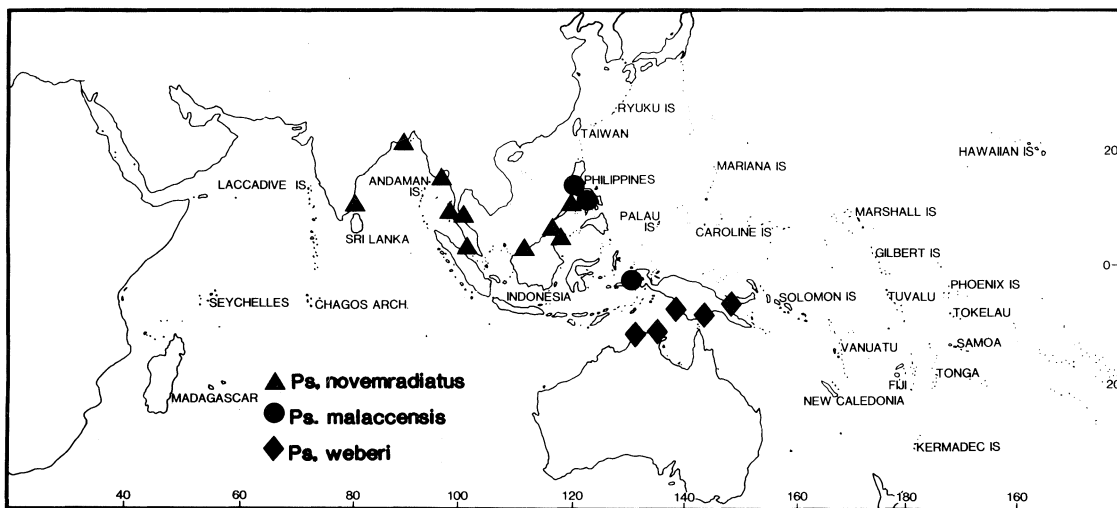 RYUKU IS
TAIWAN
HAWAIIAN IS
20
MARIANA IS
LACCADIVE IS.
ANDAMAN
IS
PHILIPPINES
PALAU
IS
MARSHALL IS
CAROLINE IS
SRI LANKA
GILBERT IS
0
SEYCHELLES
CHAGOS ARCH.
INDONESIA
SOLOMON IS
TUVALU
PHOENIX IS
TOKELAU
VANUATU
SAMOA
TONGA
FIJI
20
MADAGASCAR
NEW CALEDONIA
Ps. novemradiatus
Ps. malaccensis
Ps. weberi
KERMADEC IS
40 60 80 100 120 140 160 180 160